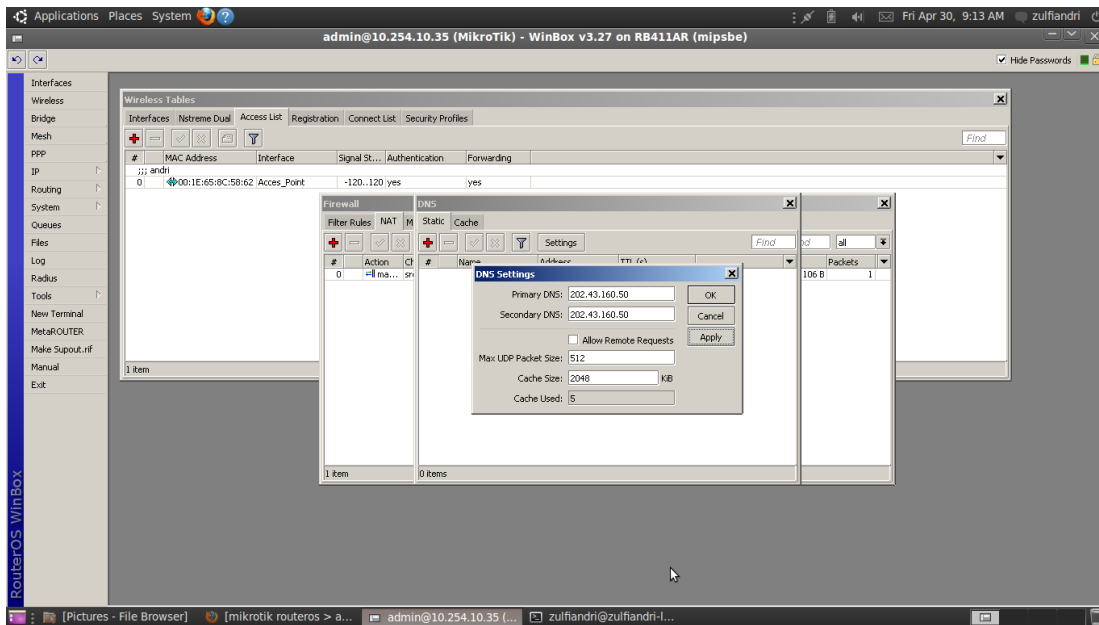 Applications Places System
Fri Apr 30, 9:13 AM zulfiandri
admin@10.254.10.35 (MikroTik) - WinBox v3.27 on RB411AR (mipsbe)
Hide Passwords
Interfaces
Wireless
Bridge
Mesh
PPP
IP
Routing
System
Queues
Files
Log
Radius
Tools
New Terminal
MetaROUTER
Make Supout.rif
Manual
Exit
RouterOS WinBox
Wireless Tables
Interfaces Nstreme Dual Access List Registration Connect List Security Profiles
Find
# MAC Address Interface Signal St... Authentication Forwarding
;;; andri
0 00:1E:65:8C:58:62 Acces_Point -120..120 yes yes
1 item
Firewall
Filter Rules NAT M
# Action Ch
0 ma... sr
1 item
all
Packets
106 B 1
DNS
Static Cache
Settings
Find
# Name Address TTL (s)
0 items
DNS Settings
Primary DNS: 202.43.160.50
Secondary DNS: 202.43.160.50
Allow Remote Requests
Max UDP Packet Size: 512
Cache Size: 2048 KiB
Cache Used: 5
OK
Cancel
Apply
[Pictures - File Browser] [mikrotik routeros > a... admin@10.254.10.35 (... zulfiandri@zulfiandri-l...